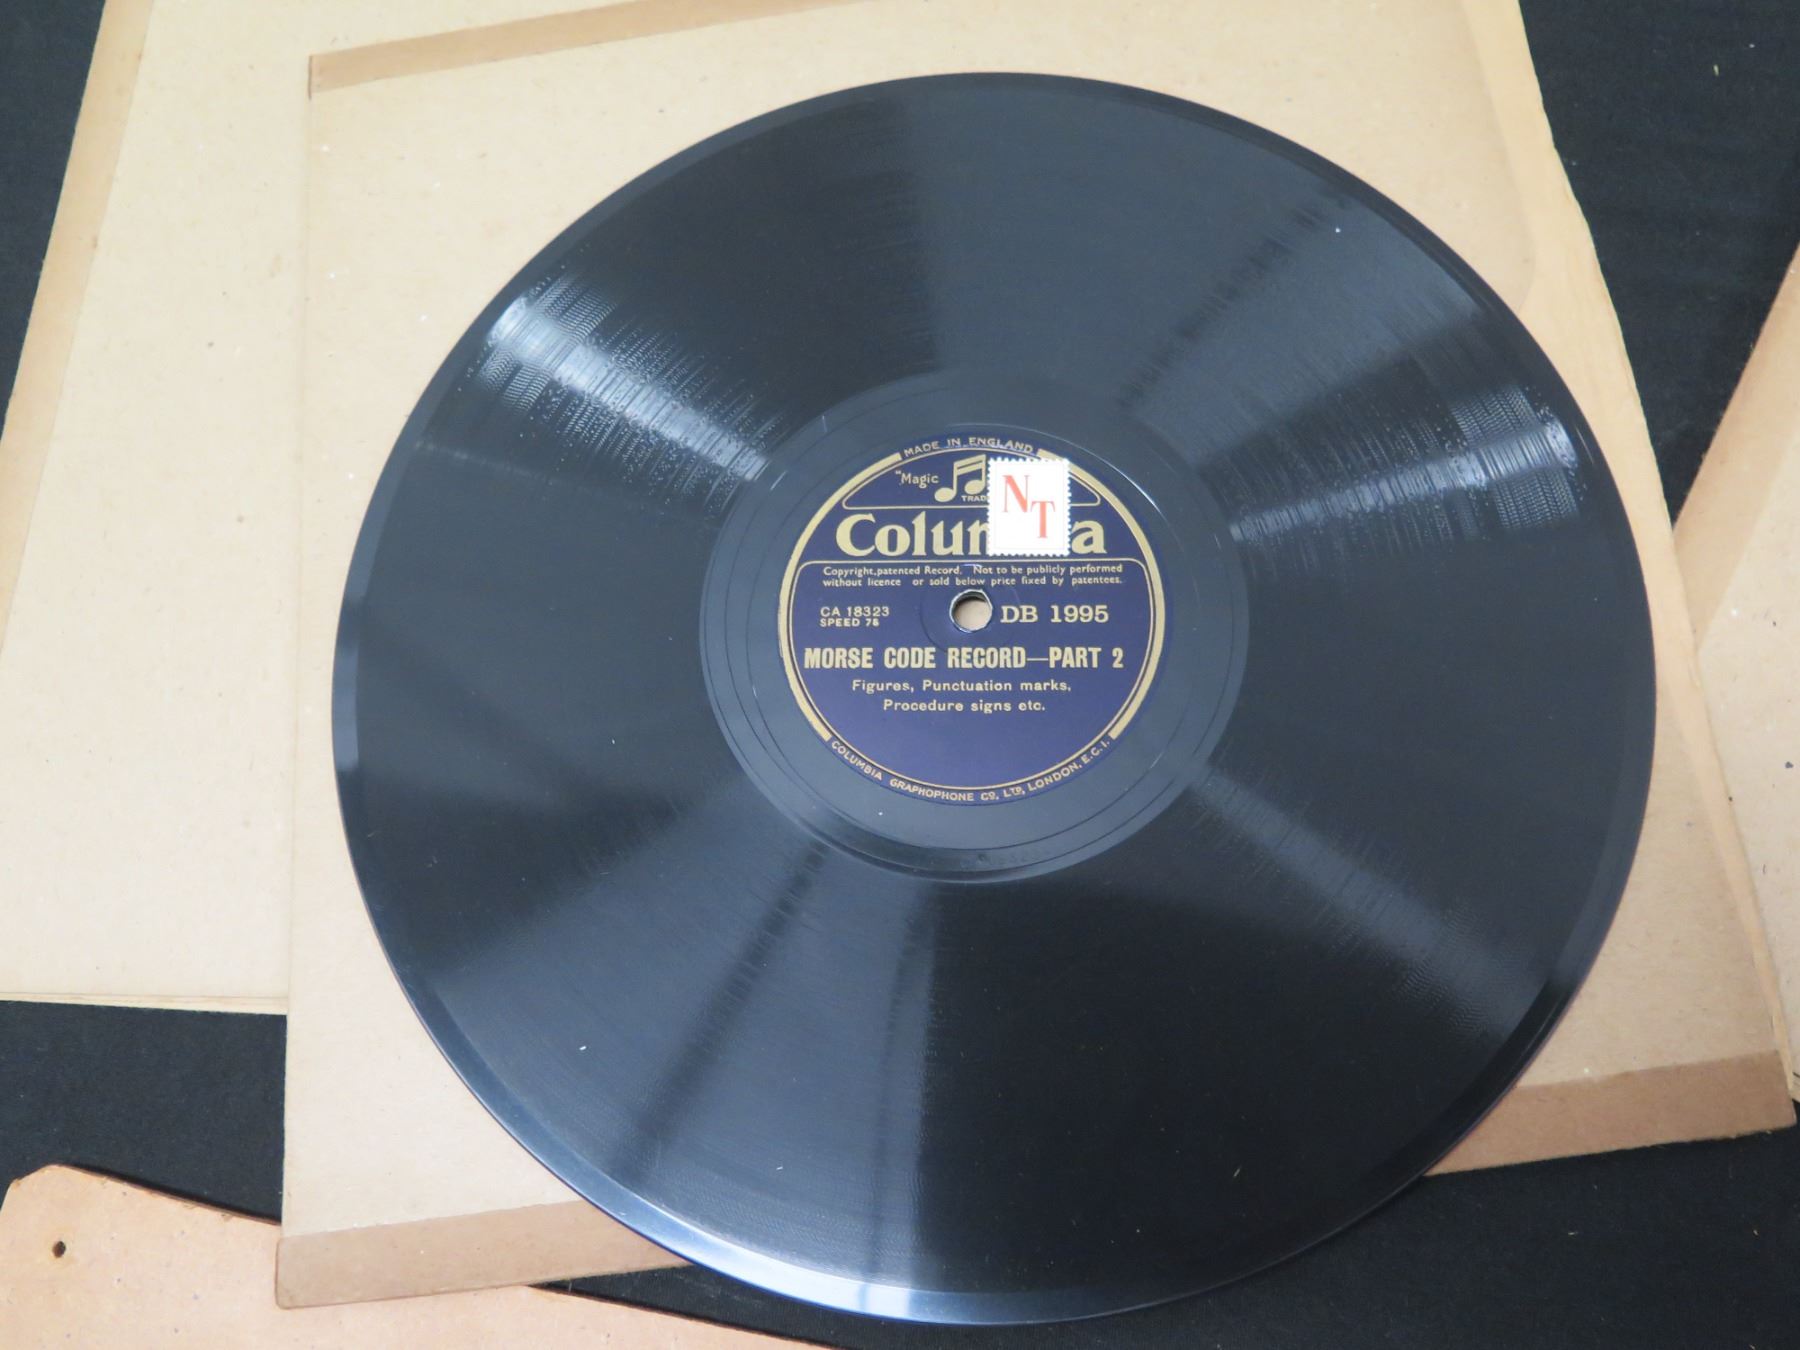 MADE IN ENGLAND
"Magic
TRAD
NT
Colum a
Copyright, patented Record. Not to be publicly performed
without licence or sold below price fixed by patentees.
CA 18323
SPEED 78
DB 1995
MORSE CODE RECORD—PART 2
Figures, Punctuation marks,
Procedure signs etc.
COLUMBIA GRAPHOPHONE CO. LTD, LONDON, E.C.1.